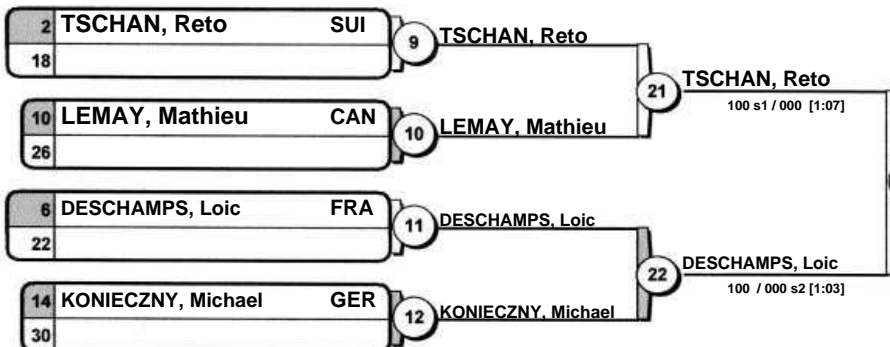 2 TSCHAN, Reto SUI
18
9 TSCHAN, Reto
10 LEMAY, Mathieu CAN
26
10 LEMAY, Mathieu
21 TSCHAN, Reto
100 s1 / 000 [1:07]
6 DESCHAMPS, Loic FRA
22
11 DESCHAMPS, Loic
14 KONIECZNY, Michael GER
30
12 KONIECZNY, Michael
22 DESCHAMPS, Loic
100 / 000 s2 [1:03]